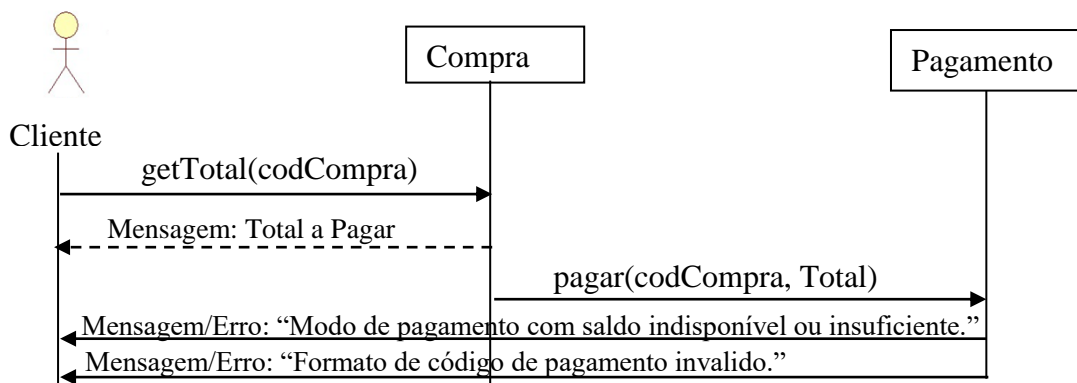 Compra
Pagamento
Cliente
getTotal(codCompra)
Mensagem: Total a Pagar
pagar(codCompra, Total)
Mensagem/Erro: “Modo de pagamento com saldo indisponível ou insuficiente.”
Mensagem/Erro: “Formato de código de pagamento invalido.”